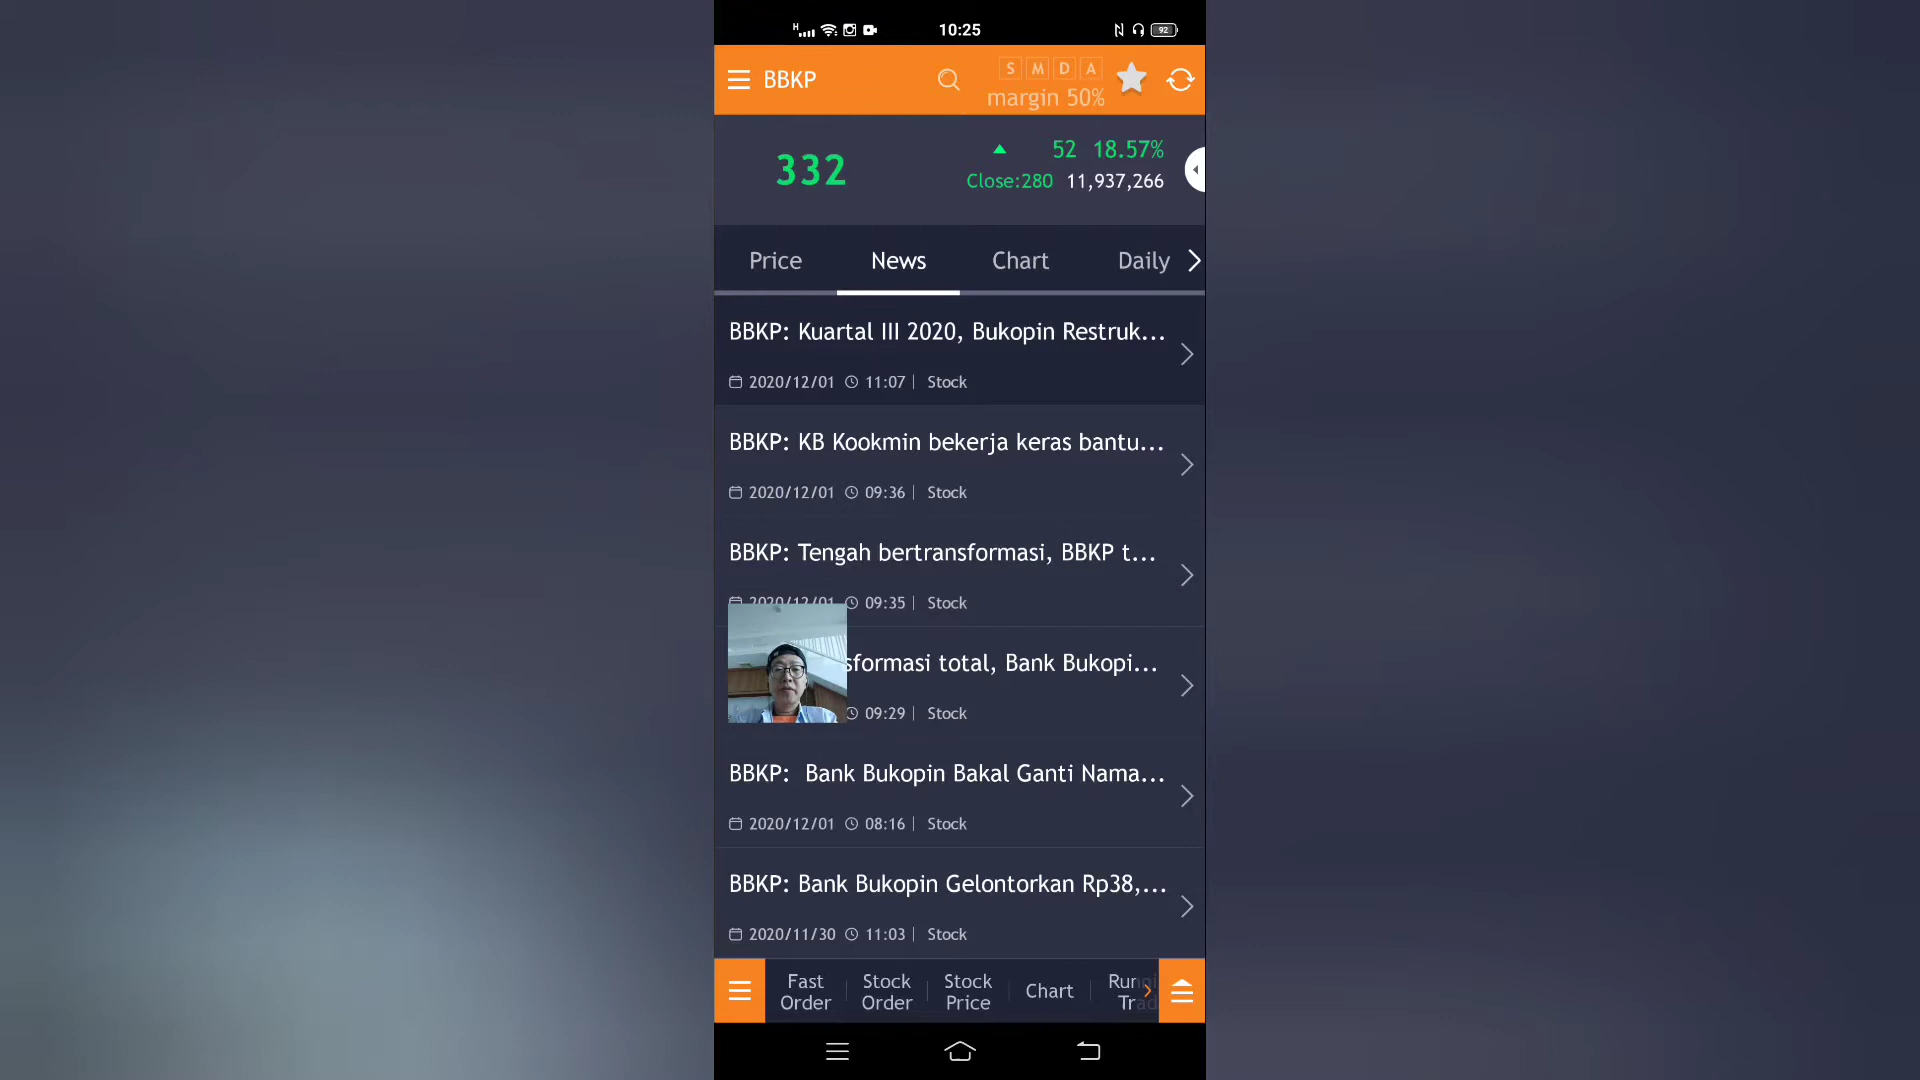 H 10:25 92
BBKP
S M D A
margin 50%
332
52 18.57%
Close:280 11,937,266
Price News Chart Daily
BBKP: Kuartal III 2020, Bukopin Restruk...
2020/12/01 11:07 | Stock
BBKP: KB Kookmin bekerja keras bantu...
2020/12/01 09:36 | Stock
BBKP: Tengah bertransformasi, BBKP t...
2020/12/01 09:35 | Stock
sformasi total, Bank Bukopi...
09:29 | Stock
BBKP: Bank Bukopin Bakal Ganti Nama...
2020/12/01 08:16 | Stock
BBKP: Bank Bukopin Gelontorkan Rp38,...
2020/11/30 11:03 | Stock
Fast Order
Stock Order
Stock Price
Chart